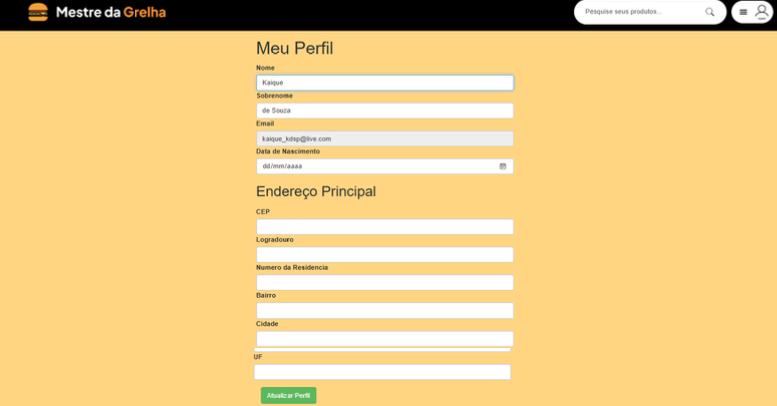 Mestre da Grelha
Pesquise seus produtos...
Meu Perfil
Nome
Kaique
Sobrenome
de Souza
Email
kaique_kdsp@live.com
Data de Nascimento
dd/mm/aaaa
Endereço Principal
CEP
Logradouro
Numero da Residencia
Bairro
Cidade
UF
Atualizar Perfil